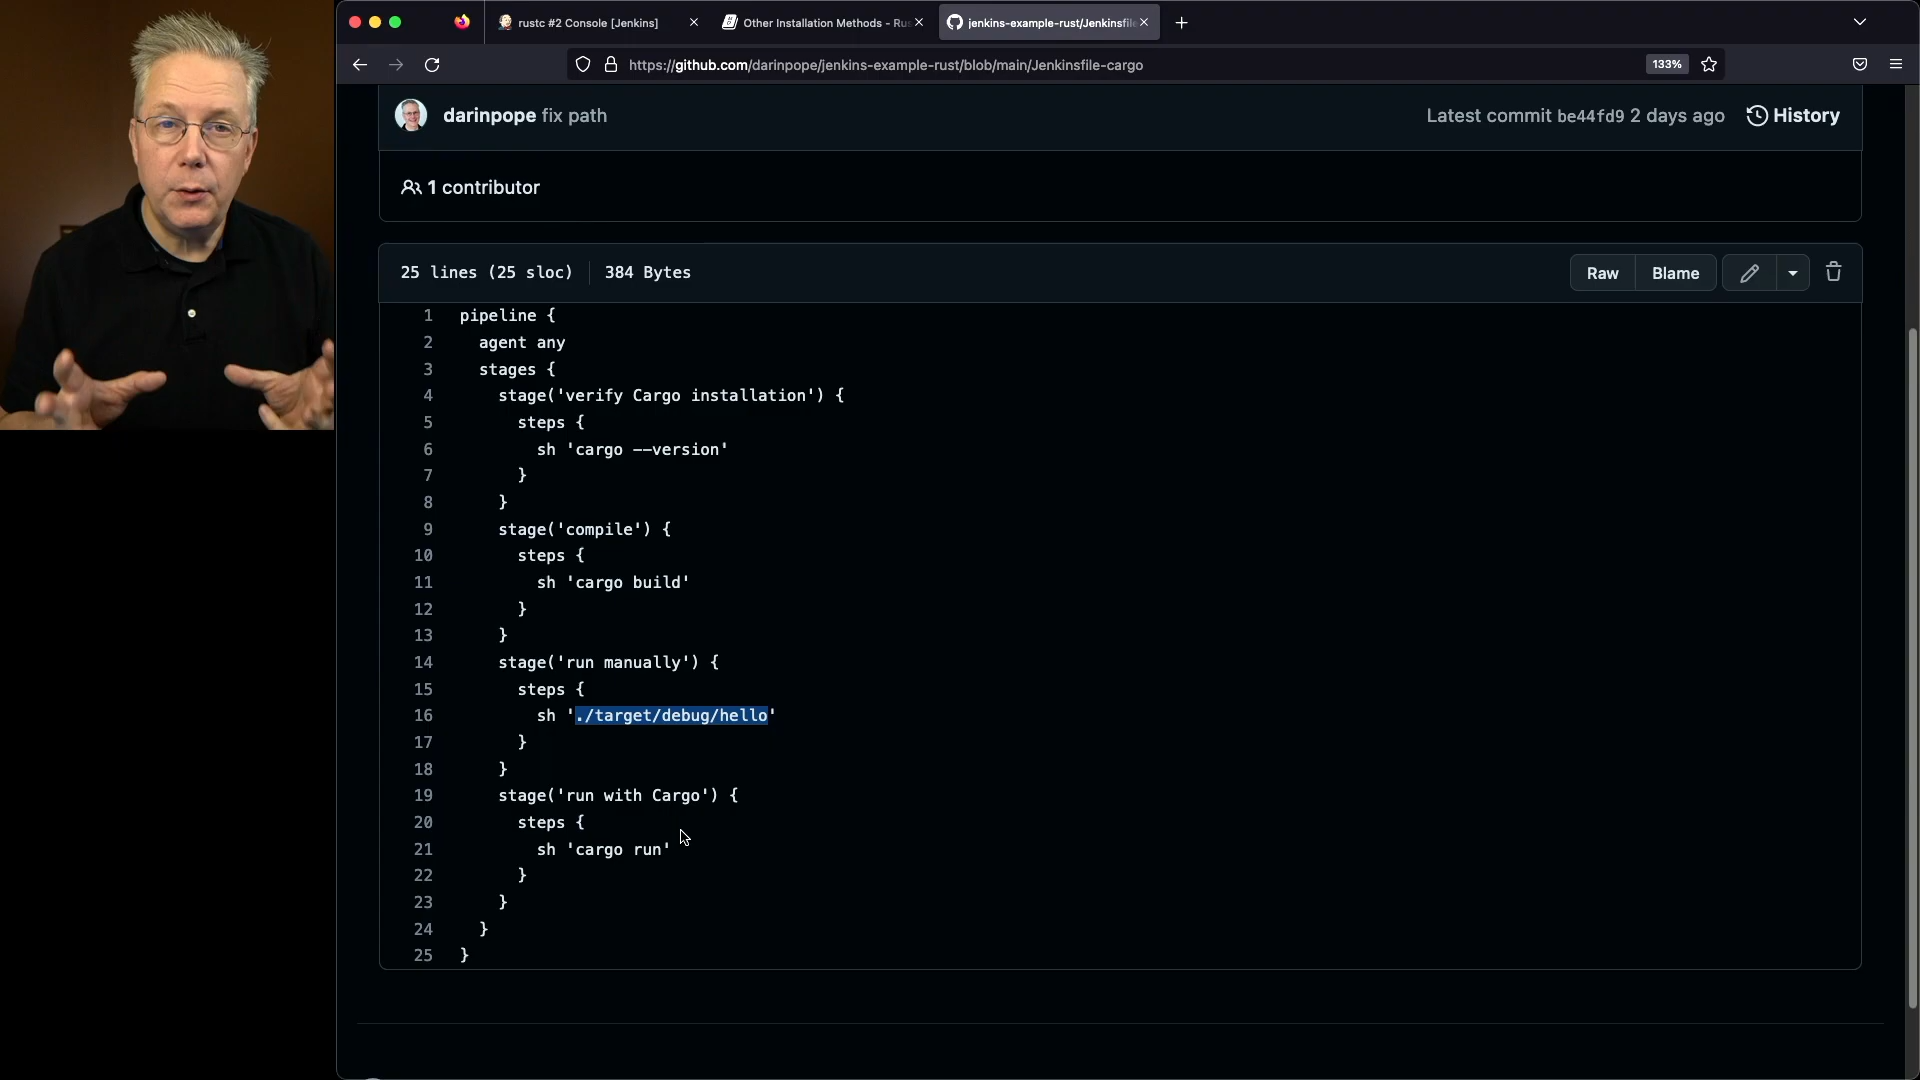 rustc #2 Console [Jenkins]
Other Installation Methods - Rus
jenkins-example-rust/Jenkinsfile
https://github.com/darinpope/jenkins-example-rust/blob/main/Jenkinsfile-cargo
133%
darinpope fix path
Latest commit be44fd9 2 days ago
History
1 contributor
25 lines (25 sloc)
384 Bytes
Raw
Blame
1 pipeline {
2 agent any
3 stages {
4 stage('verify Cargo installation') {
5 steps {
6 sh 'cargo --version'
7 }
8 }
9 stage('compile') {
10 steps {
11 sh 'cargo build'
12 }
13 }
14 stage('run manually') {
15 steps {
16 sh './target/debug/hello'
17 }
18 }
19 stage('run with Cargo') {
20 steps {
21 sh 'cargo run'
22 }
23 }
24 }
25 }